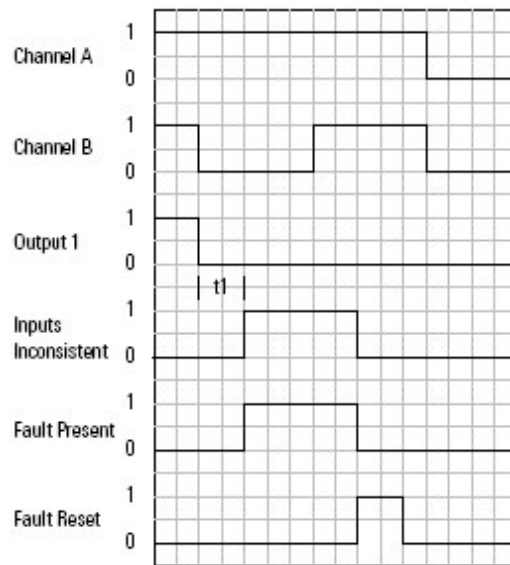 1
Channel A
0
1
Channel B
0
1
Output 1
0
t1
1
Inputs
Inconsistent
0
1
Fault Present
0
1
Fault Reset
0